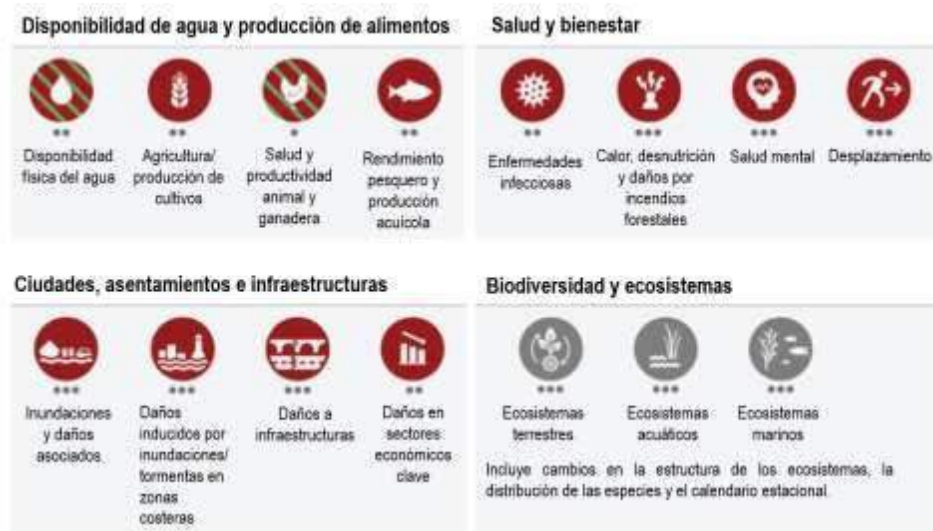 Disponibilidad de agua y producción de alimentos
Disponibilidad
física del agua
Agricultura/
producción de
cultivos
Salud y
productividad
animal y
ganadera
Rendimiento
pesquero y
producción
acuícola
Salud y bienestar
Enfermedades
infecciosas
Calor, desnutrición
y daños por
incendios
forestales
Salud mental
Desplazamiento
Ciudades, asentamientos e infraestructuras
Inundaciones
y daños
asociados
Daños
inducidos por
inundaciones/
tormentas en
zonas
costeras
Daños a
infraestructuras
Daños en
sectores
económicos
clave
Biodiversidad y ecosistemas
Ecosistemas
terrestres
Ecosistemas
acuáticos
Ecosistemas
marinos
Incluye cambios en la estructura de los ecosistemas, la
distribución de las especies y el calendario estacional.